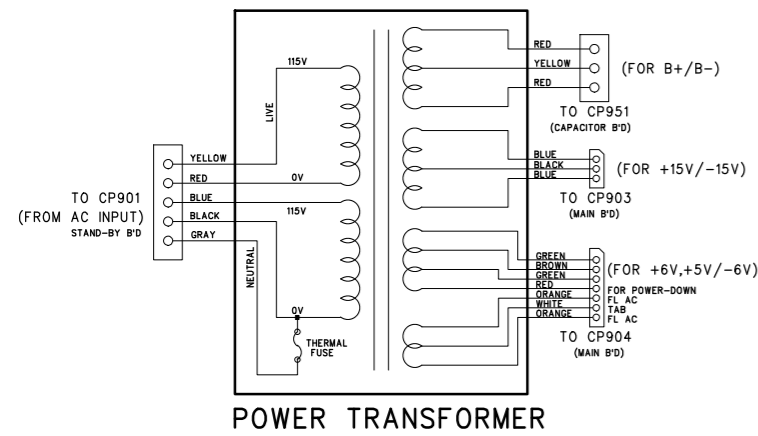 TO CP901
(FROM AC INPUT)
STAND-BY B'D
YELLOW
RED
BLUE
BLACK
GRAY
LIVE
NEUTRAL
115V
0V
115V
0V
THERMAL
FUSE
RED
YELLOW
RED
(FOR B+/B-)
TO CP951
(CAPACITOR B'D)
BLUE
BLACK
BLUE
(FOR +15V/-15V)
TO CP903
(MAIN B'D)
GREEN
BROWN
GREEN
RED
ORANGE
WHITE
ORANGE
(FOR +6V,+5V/-6V)
FOR POWER-DOWN
FL AC
TAB
FL AC
TO CP904
(MAIN B'D)
POWER TRANSFORMER